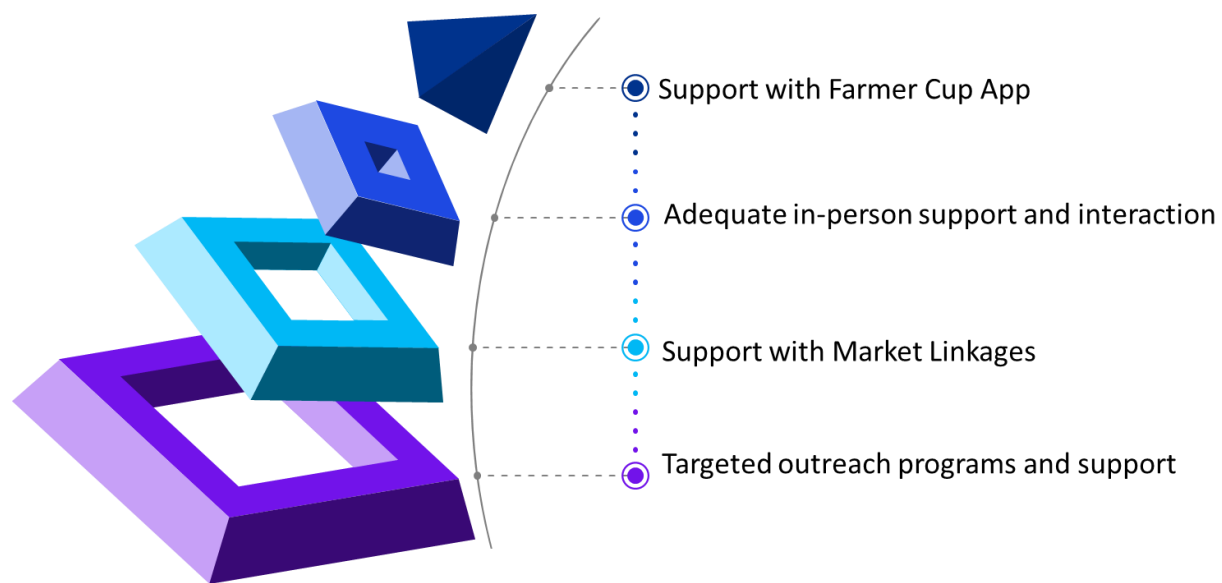 Support with Farmer Cup App
Adequate in-person support and interaction
Support with Market Linkages
Targeted outreach programs and support